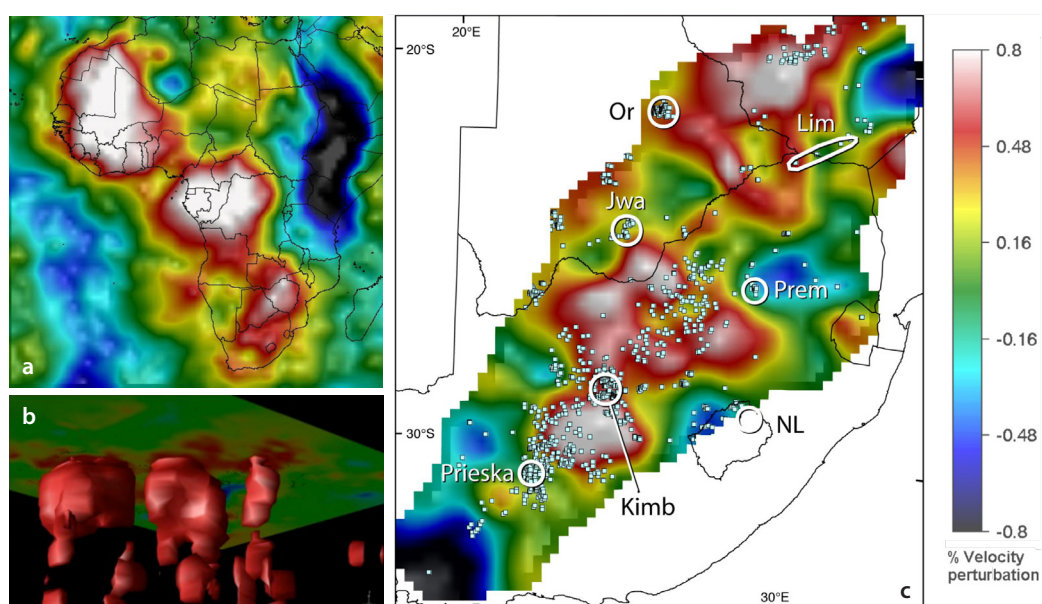 a
b
20°S
20°E
Or
Lim
Jwa
Prem
30°S
NL
Prieska
Kimb
30°E
c
0.8
0.48
0.16
-0.16
-0.48
-0.8
% Velocity
perturbation